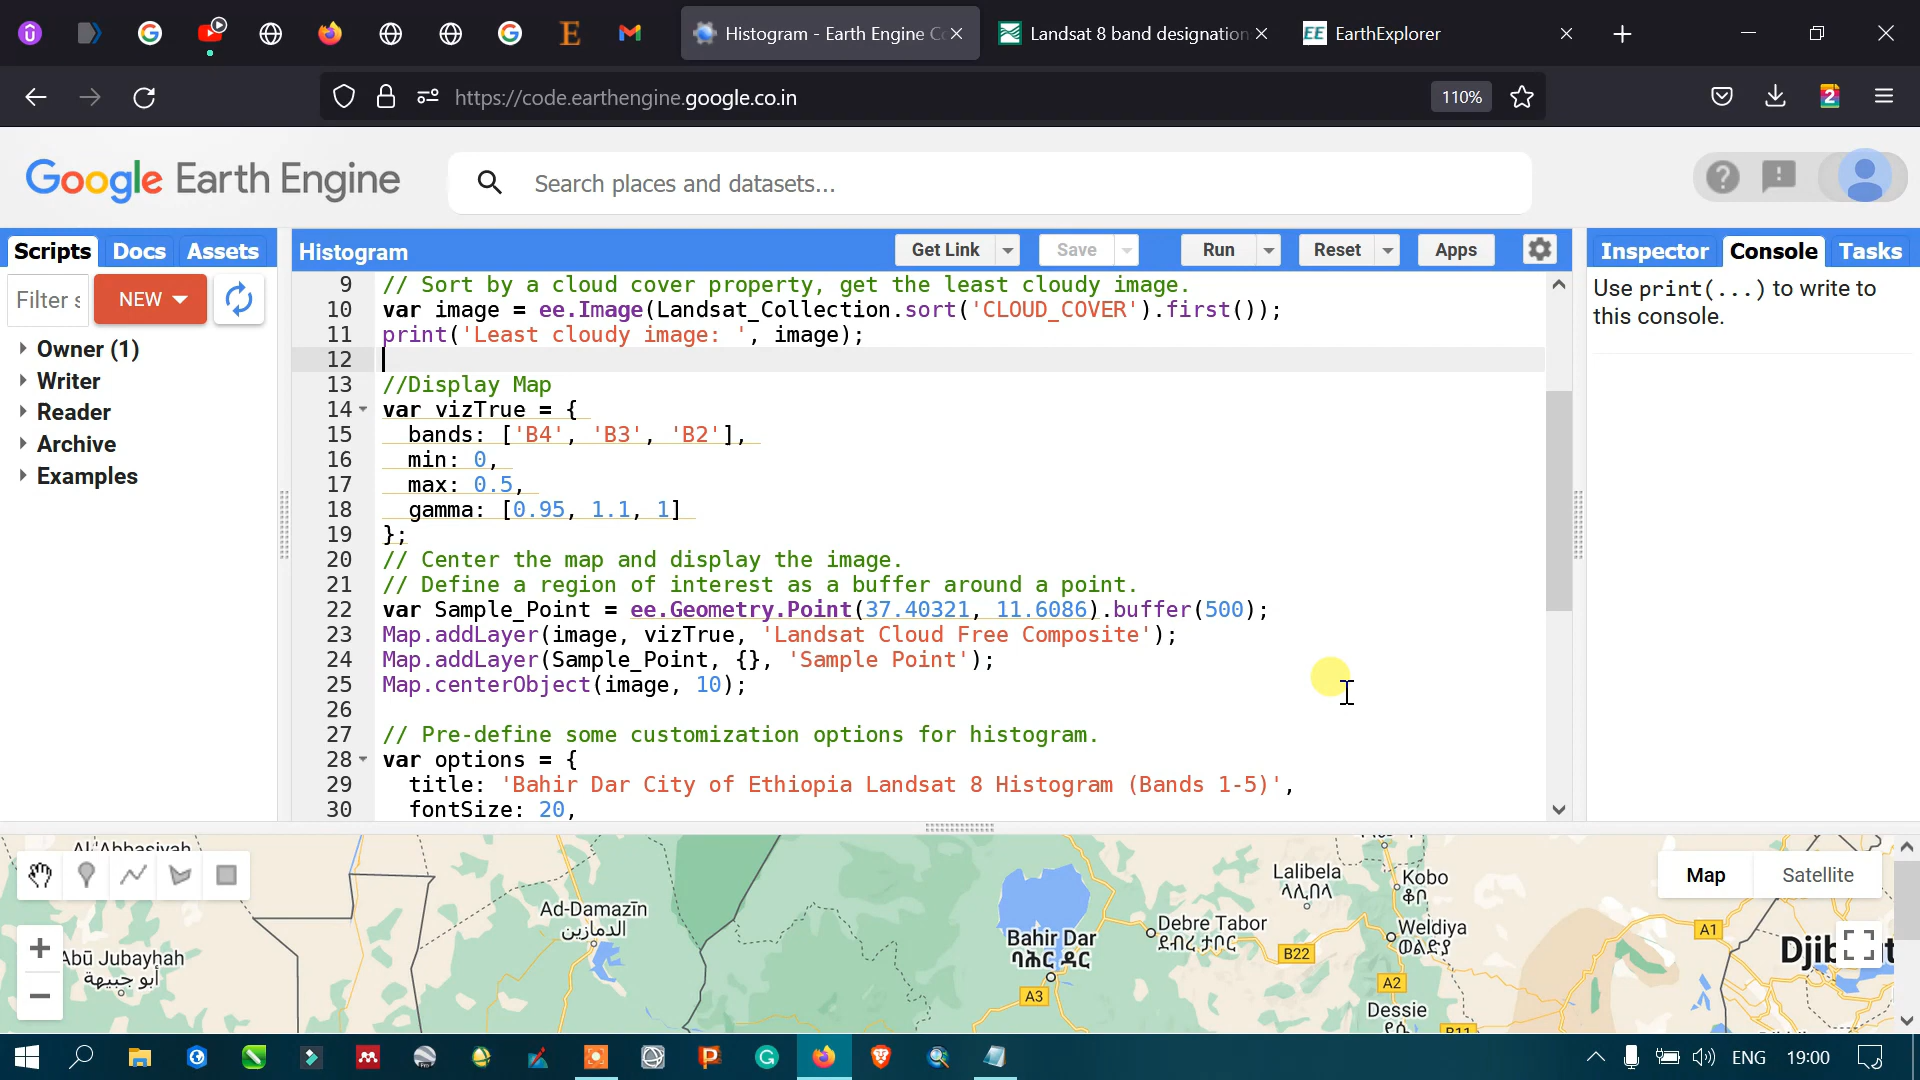 Histogram - Earth Engine C
Landsat 8 band designation
EarthExplorer
https://code.earthengine.google.co.in
110%
2
Google Earth Engine
Search places and datasets...
Scripts
Docs
Assets
Histogram
Get Link
Save
Run
Reset
Apps
Inspector
Console
Tasks
Filter s
NEW
Owner (1)
Writer
Reader
Archive
Examples
9 // Sort by a cloud cover property, get the least cloudy image.
10 var image = ee.Image(Landsat_Collection.sort('CLOUD_COVER').first());
11 print('Least cloudy image: ', image);
12
13 //Display Map
14 var vizTrue = {
15 bands: ['B4', 'B3', 'B2'],
16 min: 0,
17 max: 0.5,
18 gamma: [0.95, 1.1, 1]
19 };
20 // Center the map and display the image.
21 // Define a region of interest as a buffer around a point.
22 var Sample_Point = ee.Geometry.Point(37.40321, 11.6086).buffer(500);
23 Map.addLayer(image, vizTrue, 'Landsat Cloud Free Composite');
24 Map.addLayer(Sample_Point, {}, 'Sample Point');
25 Map.centerObject(image, 10);
26
27 // Pre-define some customization options for histogram.
28 var options = {
29 title: 'Bahir Dar City of Ethiopia Landsat 8 Histogram (Bands 1-5)',
30 fontSize: 20,
Use print(...) to write to
this console.
Al'Abbasiyah
Abū Jubayhah
أبو جبيهة
Ad-Damazīn
الدمازين
Bahir Dar
ባሕር ዳር
A3
Debre Tabor
ደብረ ታቦር
Lalibela
ላሊበላ
Kobo
ቆቦ
Weldiya
ወልድያ
B22
A2
Dessie
ደሴ
B11
A1
Map
Satellite
ENG
19:00